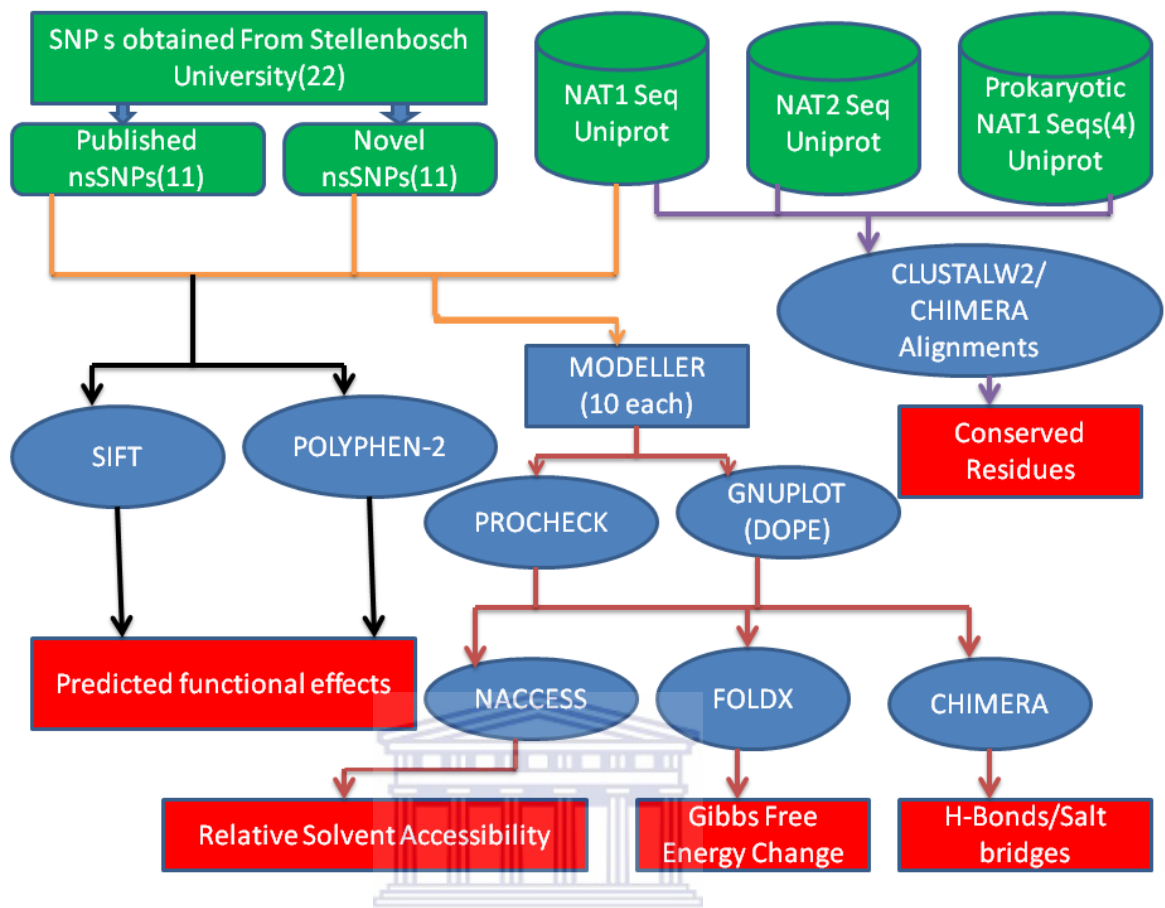 SNP s obtained From Stellenbosch
University(22)
Published
nsSNPs(11)
Novel
nsSNPs(11)
NAT1 Seq
Uniprot
NAT2 Seq
Uniprot
Prokaryotic
NAT1 Seqs(4)
Uniprot
CLUSTALW2/
CHIMERA
Alignments
MODELLER
(10 each)
Conserved
Residues
SIFT
POLYPHEN-2
PROCHECK
GNUPLOT
(DOPE)
Predicted functional effects
NACCESS
FOLDX
CHIMERA
Relative Solvent Accessibility
Gibbs Free
Energy Change
H-Bonds/Salt
bridges